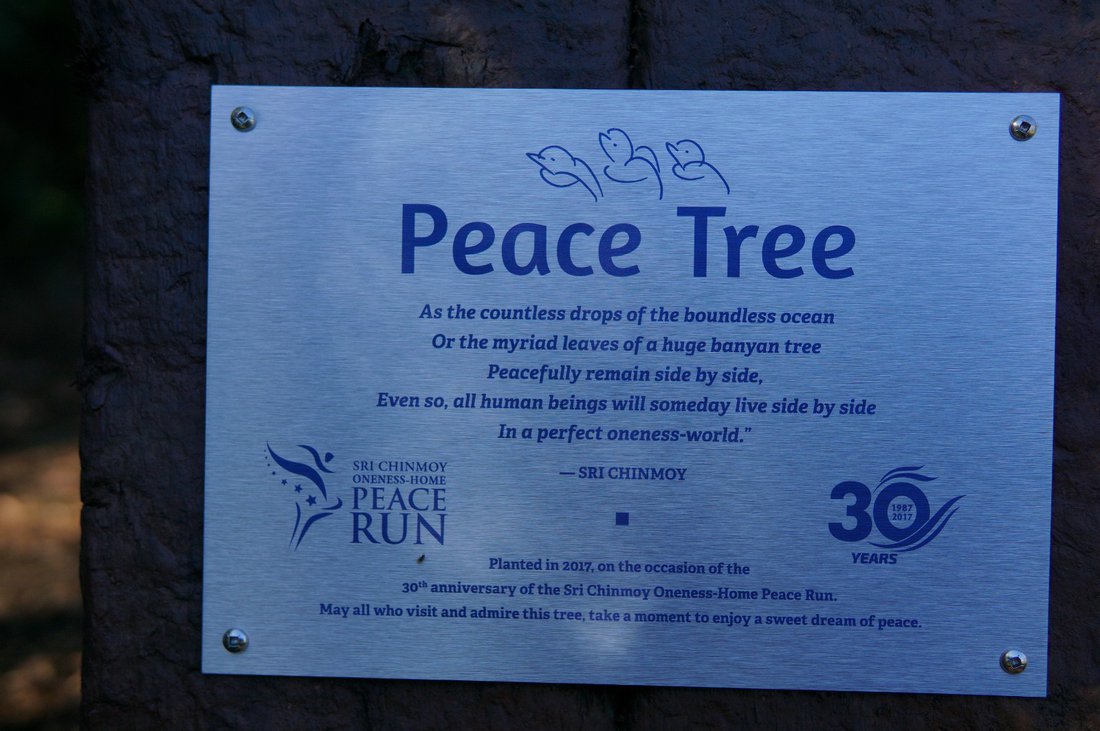 Peace Tree
As the countless drops of the boundless ocean
Or the myriad leaves of a huge banyan tree
Peacefully remain side by side,
Even so, all human beings will someday live side by side
In a perfect oneness-world.”
— SRI CHINMOY
SRI CHINMOY
ONENESS-HOME
PEACE
RUN
30
1987
2017
YEARS
Planted in 2017, on the occasion of the
30th anniversary of the Sri Chinmoy Oneness-Home Peace Run.
May all who visit and admire this tree, take a moment to enjoy a sweet dream of peace.